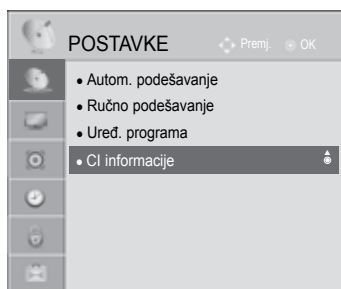 POSTAVKE Premj. OK
• Autom. podešavanje
• Ručno podešavanje
• Uređ. programa
• CI informacije